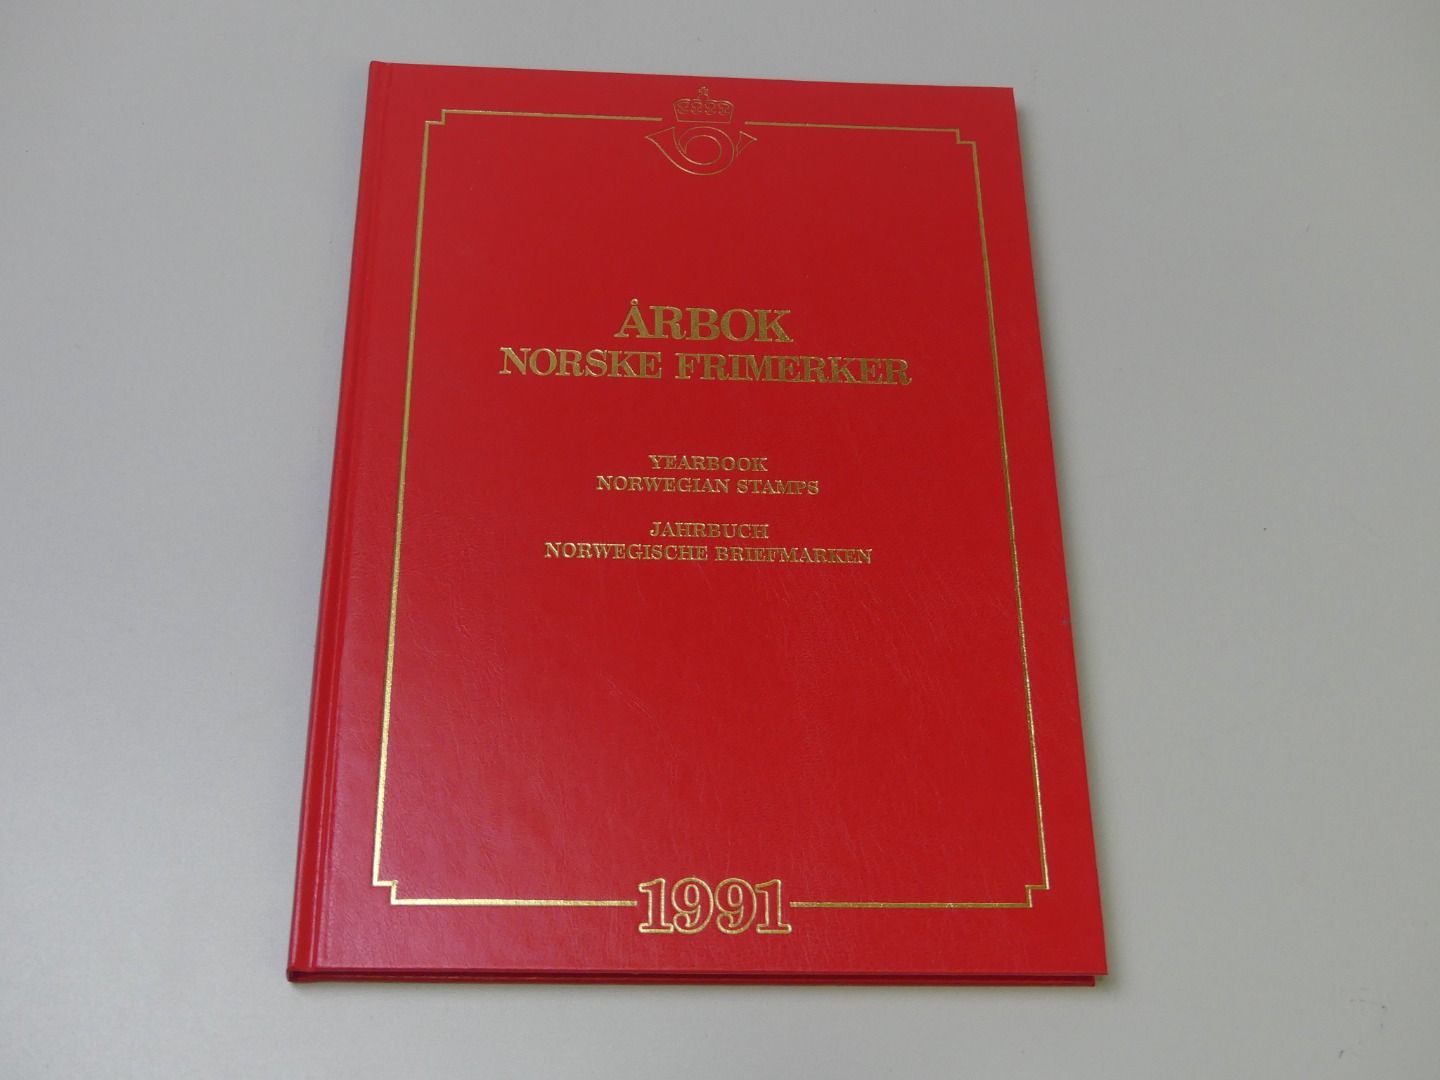 ÅRBOK
NORSKE FRIMERKER
YEARBOOK
NORWEGIAN STAMPS
JAHRBUCH
NORWEGISCHE BRIEFMARKEN
1991